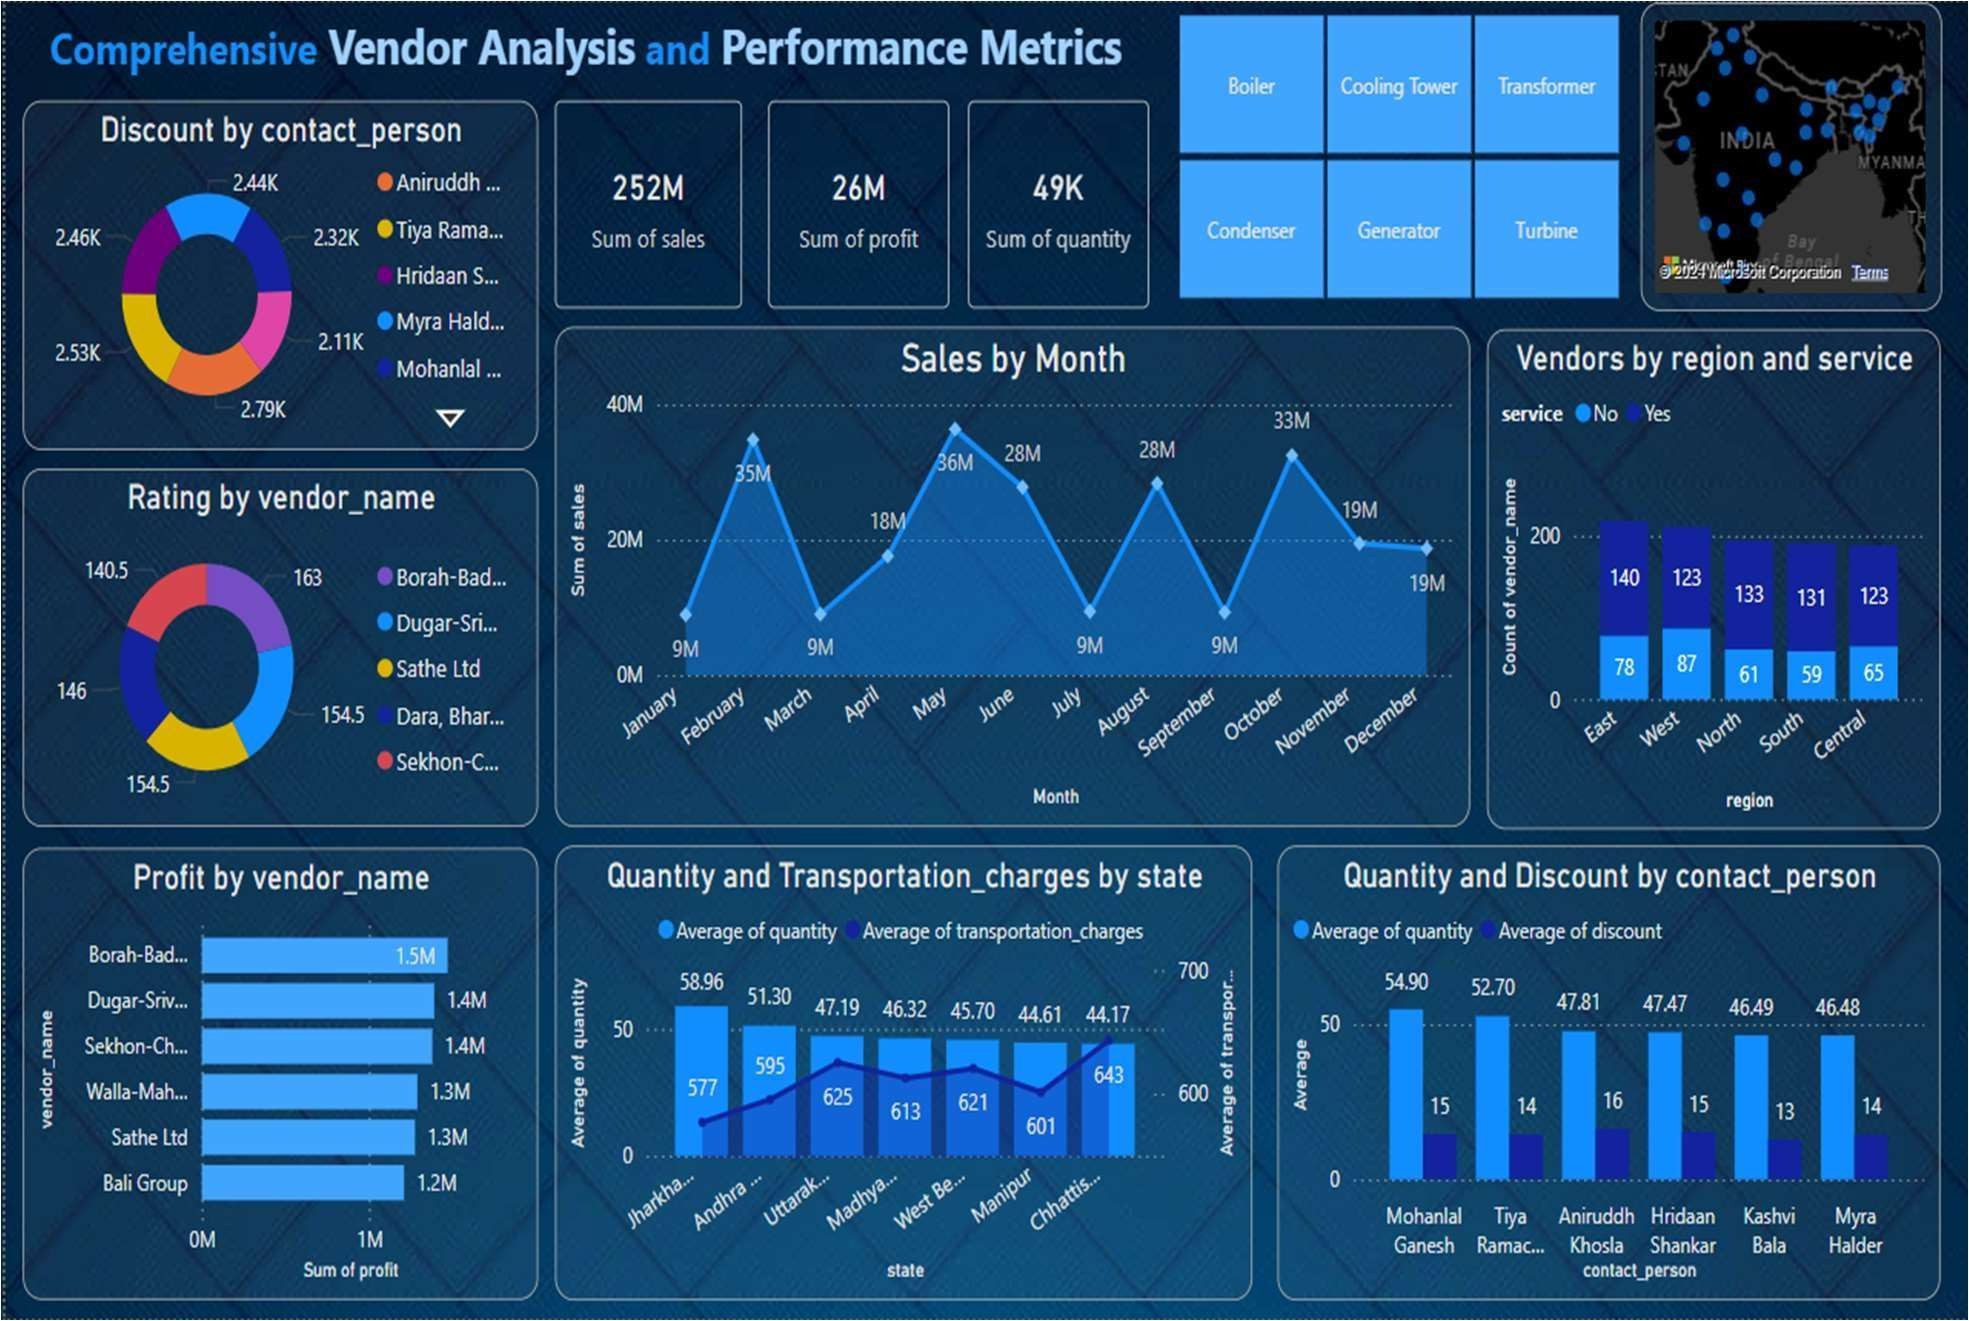 Comprehensive Vendor Analysis and Performance Metrics
Discount by contact_person
2.44K
2.46K
2.32K
2.53K
2.11K
2.79K
Aniruddh ...
Tiya Rama...
Hridaan S...
Myra Hald...
Mohanlal ...
252M
Sum of sales
26M
Sum of profit
49K
Sum of quantity
Boiler
Cooling Tower
Transformer
Condenser
Generator
Turbine
TAN
INDIA
MYANMA
TH
Bay
of Bengal
© 2024 Microsoft Corporation Terms
Rating by vendor_name
140.5
163
146
154.5
154.5
Borah-Bad...
Dugar-Sri...
Sathe Ltd
Dara, Bhar...
Sekhon-C...
Sales by Month
Sum of sales
40M
20M
0M
9M
35M
9M
18M
36M
28M
9M
28M
9M
33M
19M
19M
January
February
March
April
May
June
July
August
September
October
November
December
Month
Vendors by region and service
service No Yes
Count of vendor_name
200
0
140
123
133
131
123
78
87
61
59
65
East
West
North
South
Central
region
Profit by vendor_name
vendor_name
Borah-Bad... 1.5M
Dugar-Sriv... 1.4M
Sekhon-Ch... 1.4M
Walla-Mah... 1.3M
Sathe Ltd 1.3M
Bali Group 1.2M
0M 1M
Sum of profit
Quantity and Transportation_charges by state
Average of quantity Average of transportation_charges
Average of quantity
50
0
58.96
51.30
47.19
46.32
45.70
44.61
44.17
577
595
625
613
621
601
643
700
600
Average of transpor...
Jharkha...
Andhra ...
Uttarak...
Madhya...
West Be...
Manipur
Chhattis...
state
Quantity and Discount by contact_person
Average of quantity Average of discount
Average
50
0
54.90
52.70
47.81
47.47
46.49
46.48
15
14
16
15
13
14
Mohanlal Ganesh
Tiya Ramac...
Aniruddh Khosla
Hridaan Shankar
Kashvi Bala
Myra Halder
contact_person